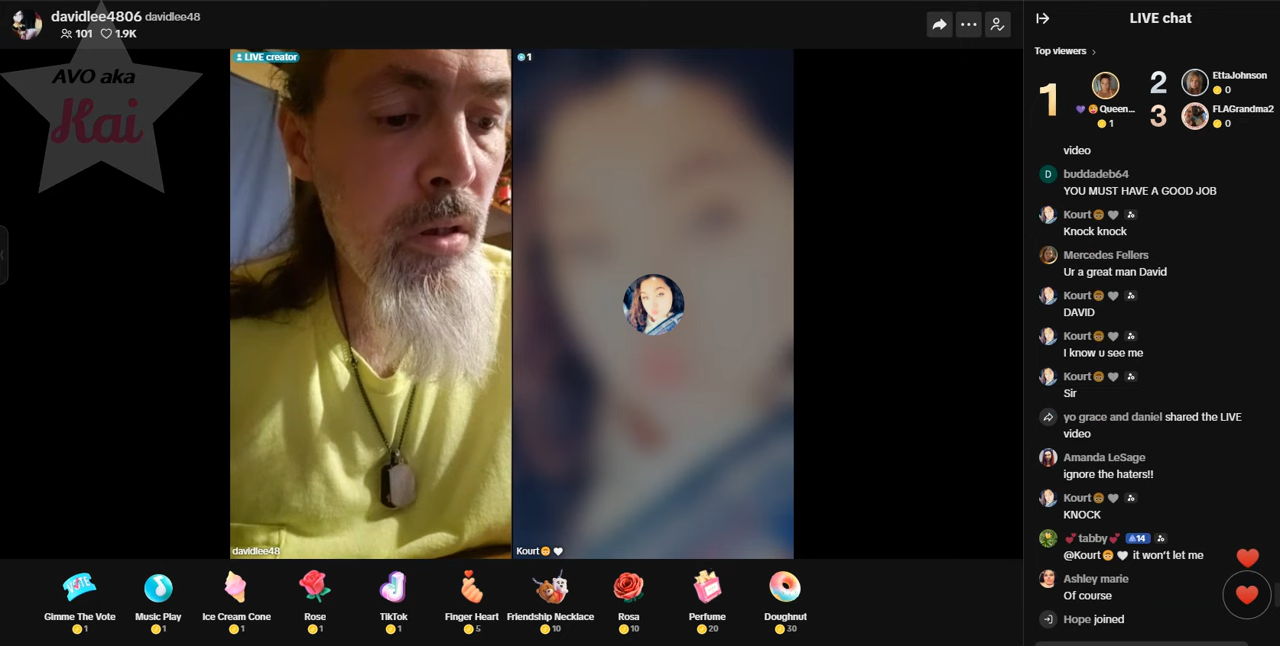 davidlee4806 davidlee48
101 1.9K
AVO aka
Kai
LIVE creator
1
davidlee48
Kourt
Gimme The Vote
1
Music Play
1
Ice Cream Cone
1
Rose
1
TikTok
1
Finger Heart
5
Friendship Necklace
10
Rosa
10
Perfume
20
Doughnut
30
LIVE chat
Top viewers
1
Queen...
1
2
EttaJohnson
0
3
FLAGrandma2
0
video
D
buddadeb64
YOU MUST HAVE A GOOD JOB
Kourt
Knock knock
Mercedes Fellers
Ur a great man David
Kourt
DAVID
Kourt
I know u see me
Kourt
Sir
yo grace and daniel shared the LIVE
video
Amanda LeSage
ignore the haters!!
Kourt
KNOCK
tabby 14
@Kourt🙃🤍 it won't let me
Ashley marie
Of course
Hope joined